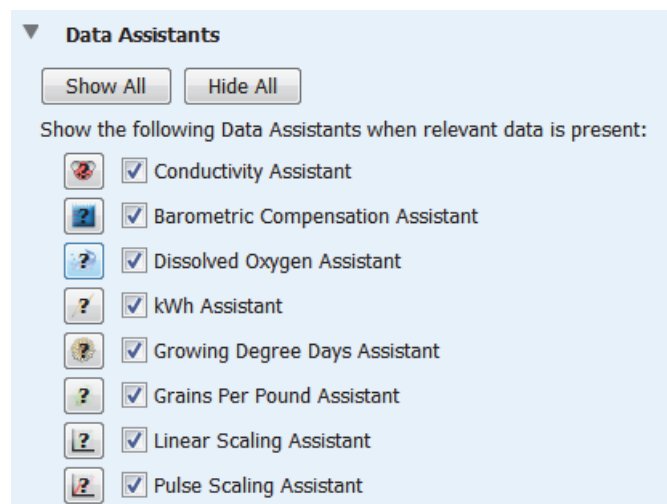 Data Assistants
Show All Hide All
Show the following Data Assistants when relevant data is present:
? Conductivity Assistant
? Barometric Compensation Assistant
? Dissolved Oxygen Assistant
? kWh Assistant
? Growing Degree Days Assistant
? Grains Per Pound Assistant
? Linear Scaling Assistant
? Pulse Scaling Assistant